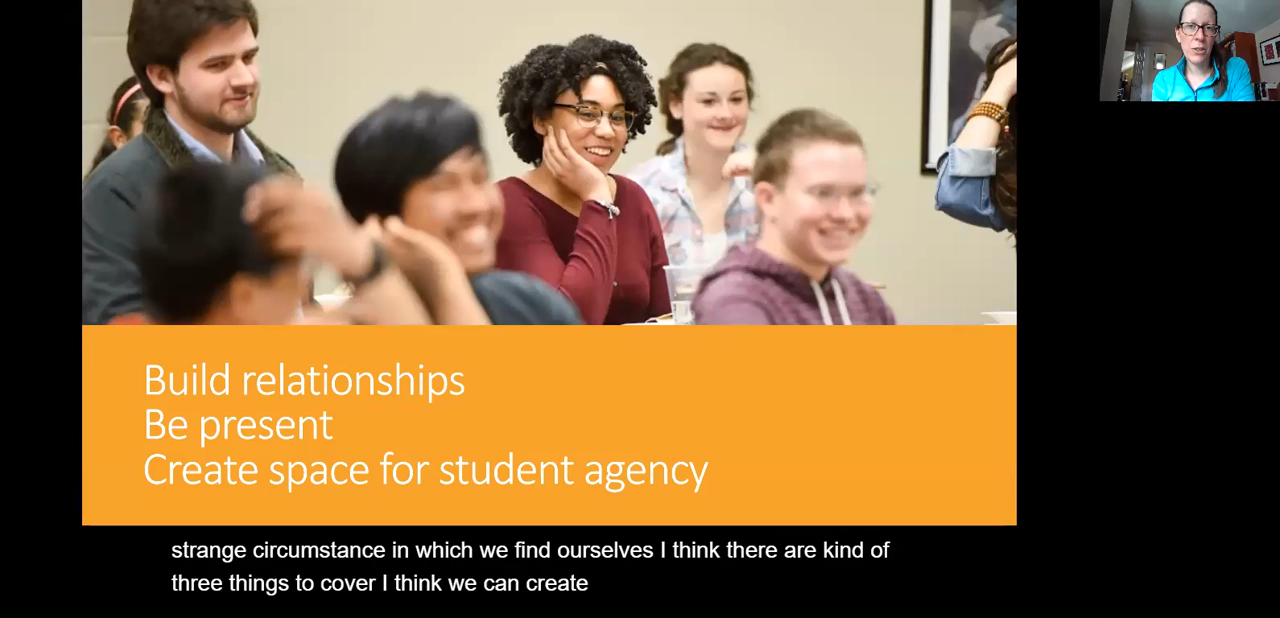 Build relationships
Be present
Create space for student agency
strange circumstance in which we find ourselves I think there are kind of
three things to cover I think we can create